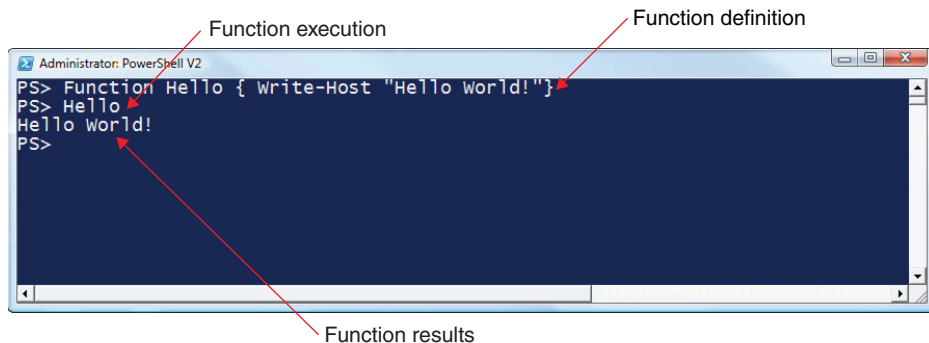 Function execution
Function definition
Administrator: PowerShell V2
PS> Function Hello { Write-Host "Hello World!"}
PS> Hello
Hello World!
PS>
Function results